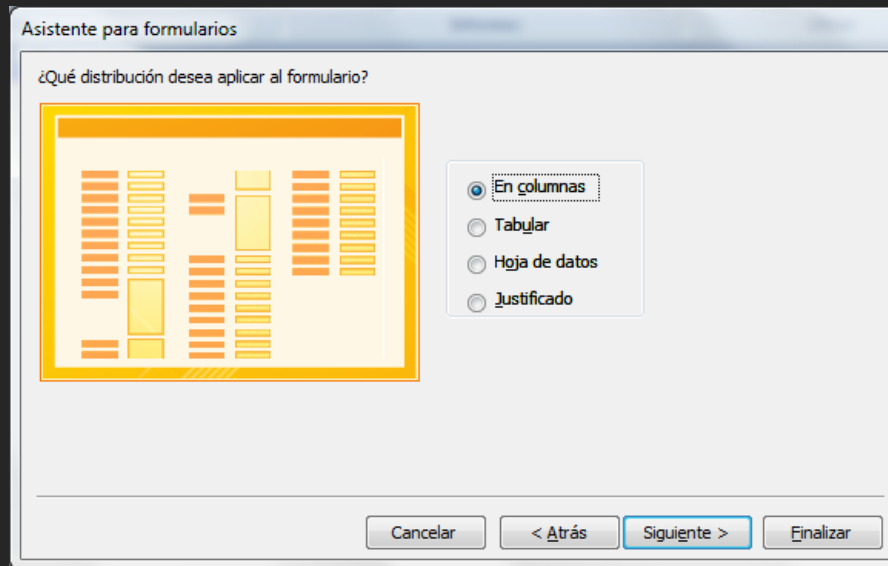 Asistente para formularios
¿Qué distribución desea aplicar al formulario?
En columnas
Tabular
Hoja de datos
Justificado
Cancelar
< Atrás
Siguiente >
Finalizar